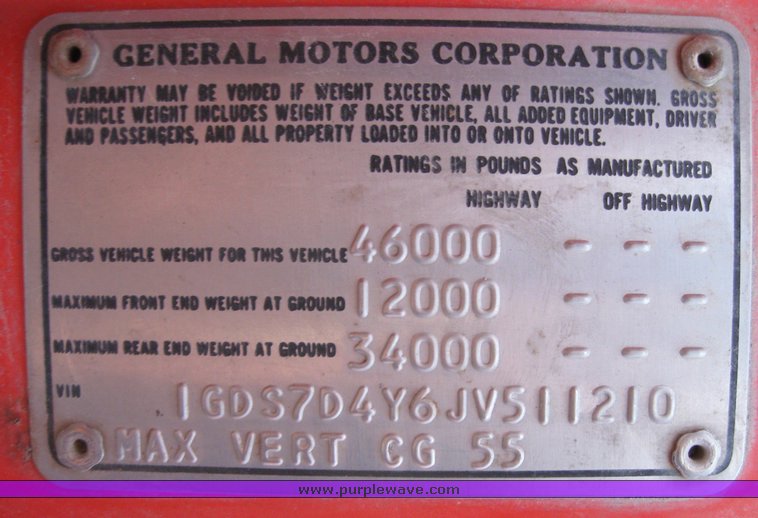 GENERAL MOTORS CORPORATION
WARRANTY MAY BE VOIDED IF WEIGHT EXCEEDS ANY OF RATINGS SHOWN. GROSS
VEHICLE WEIGHT INCLUDES WEIGHT OF BASE VEHICLE, ALL ADDED EQUIPMENT, DRIVER
AND PASSENGERS, AND ALL PROPERTY LOADED INTO OR ONTO VEHICLE.
RATINGS IN POUNDS AS MANUFACTURED
HIGHWAY OFF HIGHWAY
GROSS VEHICLE WEIGHT FOR THIS VEHICLE 46000 - - -
MAXIMUM FRONT END WEIGHT AT GROUND 12000 - - -
MAXIMUM REAR END WEIGHT AT GROUND 34000 - - -
VIN 1GDS7D4Y6JV511210
MAX VERT CG 55
www.purplewave.com